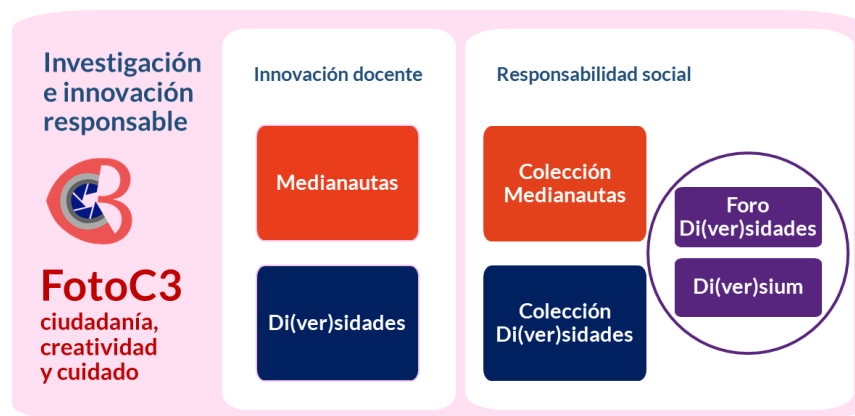 Investigación
e innovación
responsable
FotoC3
ciudadanía,
creatividad
y cuidado
Innovación docente
Medianautas
Di(ver)sidades
Responsabilidad social
Colección
Medianautas
Colección
Di(ver)sidades
Foro
Di(ver)sidades
Di(ver)sium